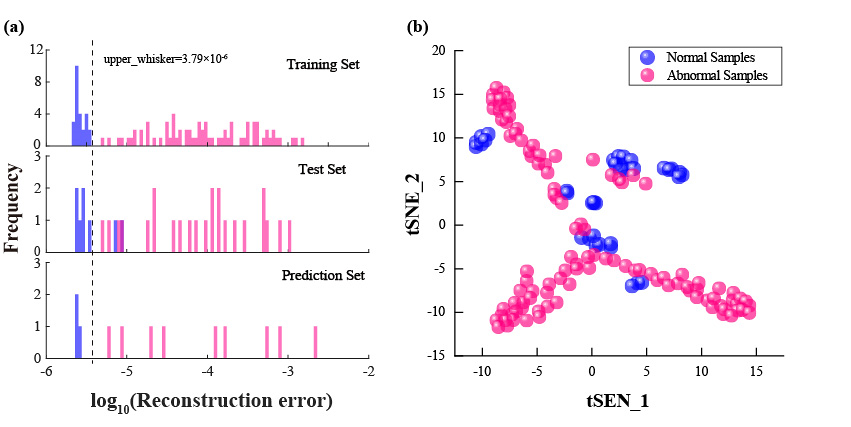 (a)
12
8
4
0
upper_whisker=3.79×10-6
Training Set
3
2
1
0
Test Set
3
2
1
0
Prediction Set
Frequency
-6
-5
-4
-3
-2
log10(Reconstruction error)
(b)
20
15
10
5
0
-5
-10
-15
tSNE_2
Normal Samples
Abnormal Samples
-10
-5
0
5
10
15
tSEN_1